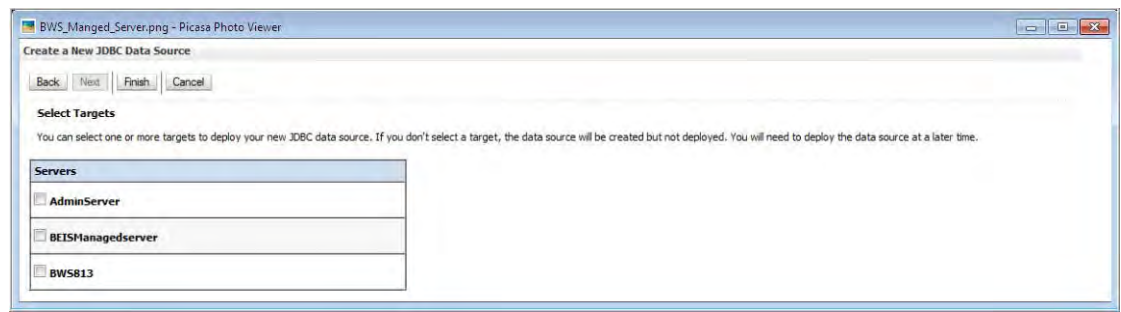 BWS_Manged_Server.png - Picasa Photo Viewer
Create a New JDBC Data Source
Back Next Finish Cancel
Select Targets
You can select one or more targets to deploy your new JDBC data source. If you don't select a target, the data source will be created but not deployed. You will need to deploy the data source at a later time.
Servers
AdminServer
BEISManagedserver
BWS813